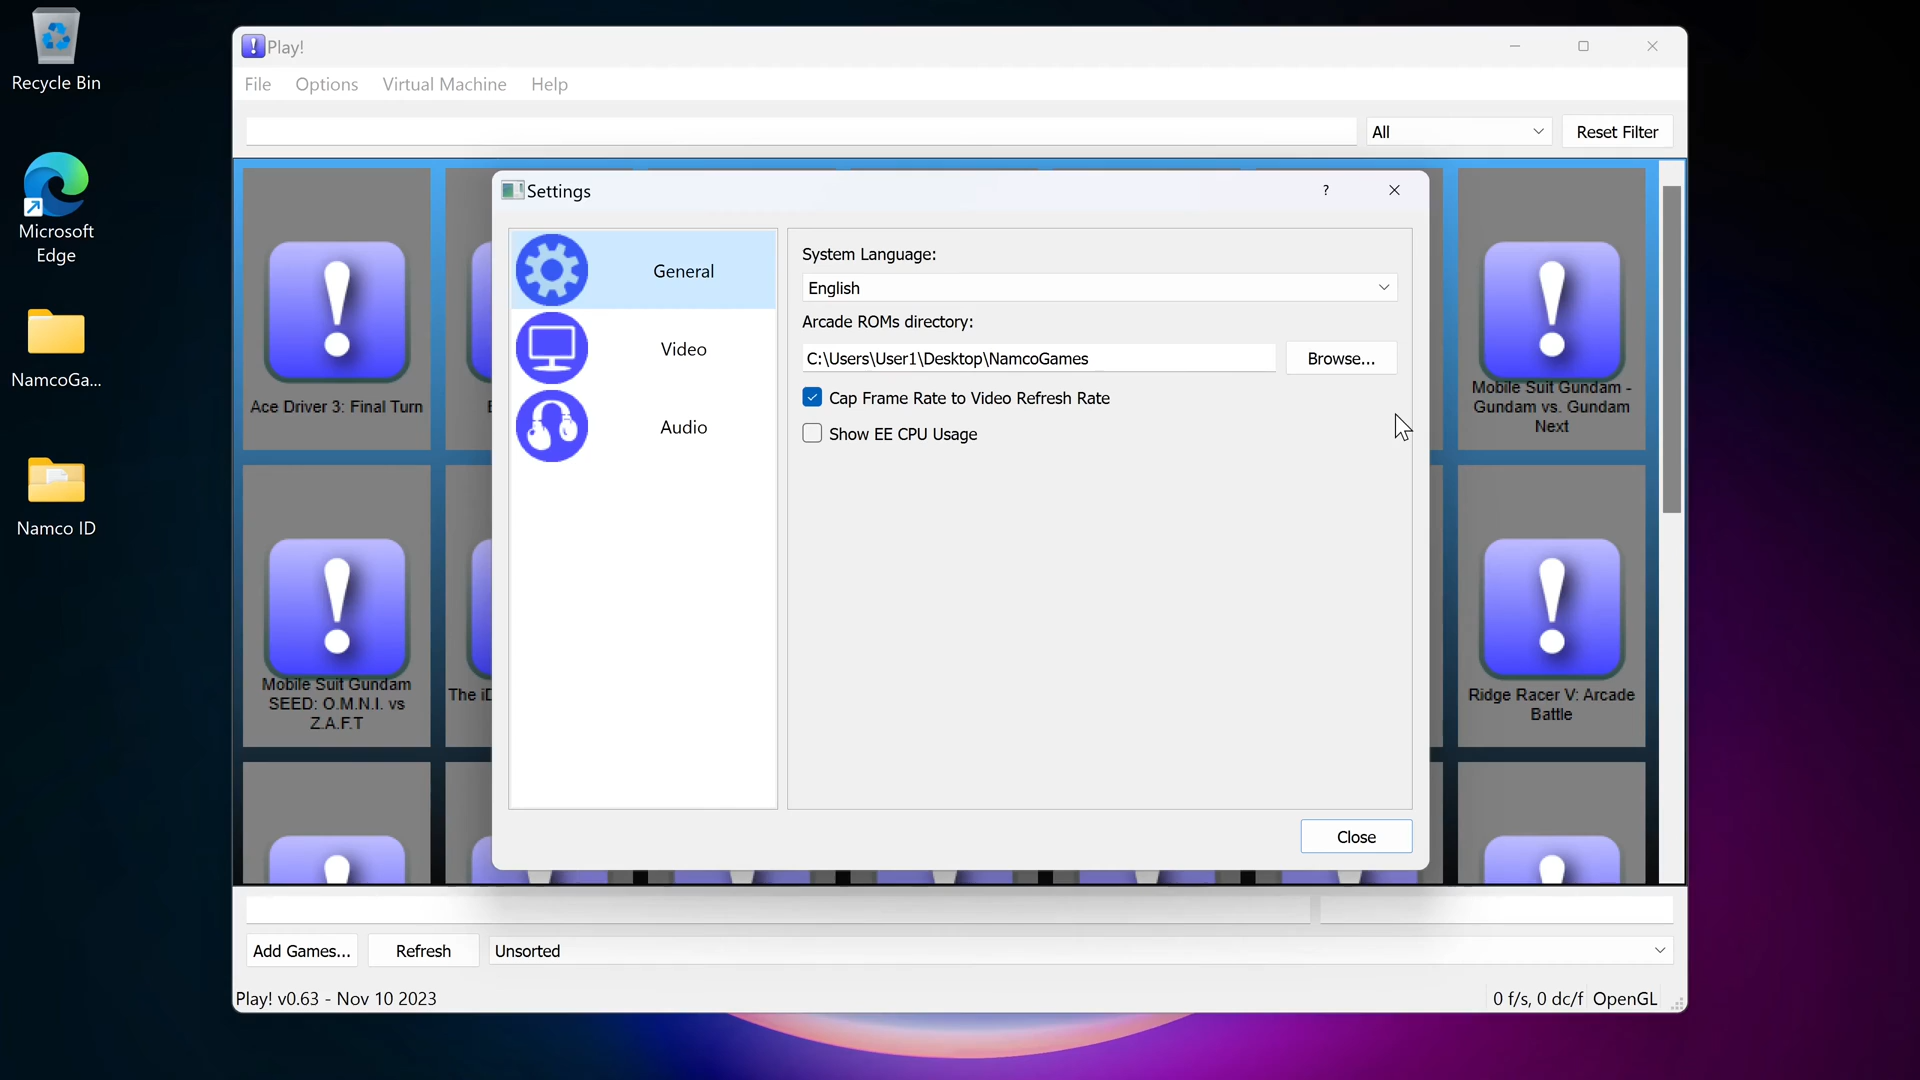 Recycle Bin
Microsoft
Edge
NamcoGa...
Namco ID
Play!
File Options Virtual Machine Help
All
Reset Filter
Settings
?
General
Video
Audio
System Language:
English
Arcade ROMs directory:
C:\Users\User1\Desktop\NamcoGames
Browse...
Cap Frame Rate to Video Refresh Rate
Show EE CPU Usage
Close
Ace Driver 3: Final Turn
Mobile Suit Gundam -
Gundam vs. Gundam
Next
Mobile Suit Gundam
SEED: O.M.N.I. vs
Z.A.F.T
The
Ridge Racer V: Arcade
Battle
Add Games...
Refresh
Unsorted
Play! v0.63 - Nov 10 2023
0 f/s, 0 dc/f OpenGL